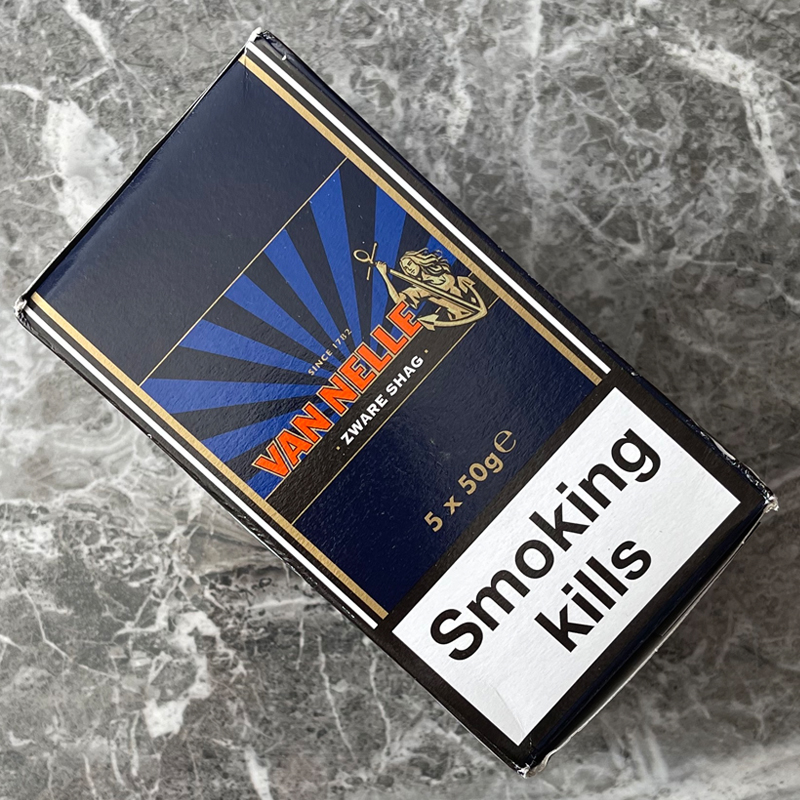 SINCE 1782
VAN NELLE
· ZWARE SHAG ·
5 x 50g ℮
Smoking
kills